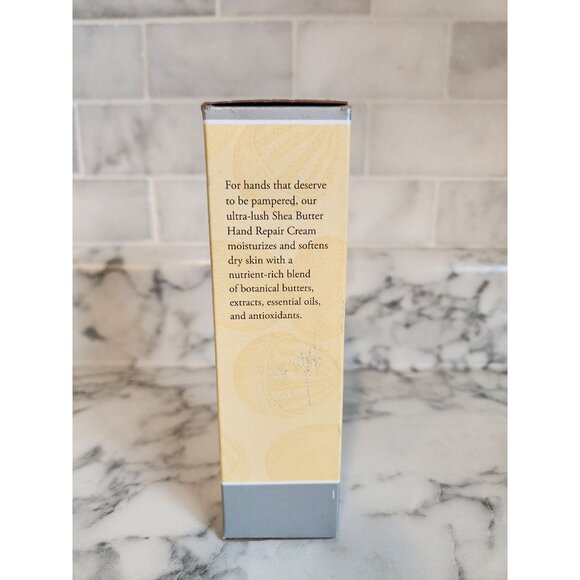 For hands that deserve
to be pampered, our
ultra-lush Shea Butter
Hand Repair Cream
moisturizes and softens
dry skin with a
nutrient-rich blend
of botanical butters,
extracts, essential oils,
and antioxidants.